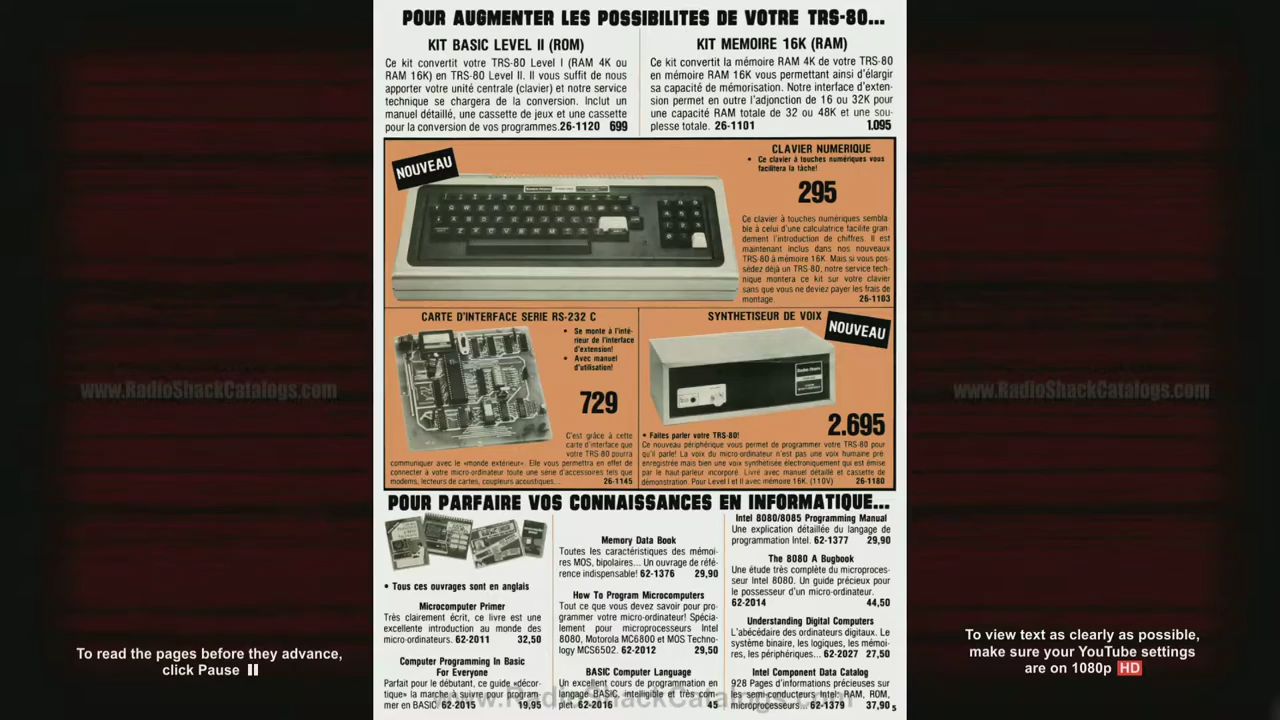 POUR AUGMENTER LES POSSIBILITES DE VOTRE TRS-80...
KIT BASIC LEVEL II (ROM)
Ce kit convertit votre TRS-80 Level I (RAM 4K ou
RAM 16K) en TRS-80 Level II. Il vous suffit de nous
apporter votre unité centrale (clavier) et notre service
technique se chargera de la conversion. Inclut un
manuel détaillé, une cassette de jeux et une cassette
pour la conversion de vos programmes. 26-1120 699
KIT MEMOIRE 16K (RAM)
Ce kit convertit la mémoire RAM 4K de votre TRS-80
en mémoire RAM 16K vous permettant ainsi d'élargir
sa capacité de mémorisation. Notre interface d'exten-
sion permet en outre l'adjonction de 16 ou 32K pour
une capacité RAM totale de 32 ou 48K et une sou-
plesse totale. 26-1101 1.095
NOUVEAU
CLAVIER NUMERIQUE
• Ce clavier à touches numériques vous
facilitera la tâche!
295
Ce clavier à touches numériques sembla-
ble à celui d'une calculatrice facilite gran-
dement l'introduction de chiffres. Il est
maintenant inclus dans nos nouveaux
TRS-80 à mémoire 16K. Mais si vous pos-
sédez déjà un TRS-80, notre service tech-
nique montera ce kit sur votre clavier
sans que vous ne deviez payer les frais de
montage. 26-1103
CARTE D'INTERFACE SERIE RS-232 C
• Se monte à l'inté-
rieur de l'interface
d'extension!
• Avec manuel
d'utilisation!
729
C'est grâce à cette
carte d'interface que
votre TRS-80 pourra
communiquer avec le «monde extérieur». Elle vous permettra en effet de
connecter à votre micro-ordinateur toute une série d'accessoires tels que
modems, lecteurs de cartes, coupleurs acoustiques... 26-1145
SYNTHETISEUR DE VOIX
NOUVEAU
2.695
• Faites parler votre TRS-80!
Ce nouveau périphérique vous permet de programmer votre TRS-80 pour
qu'il parle! La voix du micro-ordinateur n'est pas une voix humaine pré-
enregistrée mais bien une voix synthétisée électroniquement qui est émise
par le haut-parleur incorporé. Livré avec manuel détaillé et cassette de
démonstration. Pour Level I et II avec mémoire 16K. (110V) 26-1180
POUR PARFAIRE VOS CONNAISSANCES EN INFORMATIQUE...
• Tous ces ouvrages sont en anglais
Microcomputer Primer
Très clairement écrit, ce livre est une
excellente introduction au monde des
micro-ordinateurs. 62-2011 32,50
Computer Programming In Basic
For Everyone
Parfait pour le débutant, ce guide «décor-
tique» la marche à suivre pour program-
mer en BASIC. 62-2015 19,95
Memory Data Book
Toutes les caractéristiques des mémoi-
res MOS, bipolaires... Un ouvrage de réfé-
rence indispensable! 62-1376 29,90
How To Program Microcomputers
Tout ce que vous devez savoir pour pro-
grammer votre micro-ordinateur! Spécia-
lement pour microprocesseurs Intel
8080, Motorola MC6800 et MOS Techno-
logy MCS6502. 62-2012 29,50
BASIC Computer Language
Un excellent cours de programmation en
langage BASIC, intelligible et très com-
plet. 62-2016 45
Intel 8080/8085 Programming Manual
Une explication détaillée du langage de
programmation Intel. 62-1377 29,90
The 8080 A Bugbook
Une étude très complète du microproces-
seur Intel 8080. Un guide précieux pour
le possesseur d'un micro-ordinateur.
62-2014 44,50
Understanding Digital Computers
L'abécédaire des ordinateurs digitaux. Le
système binaire, les logiques, les mémoi-
res, les périphériques... 62-2027 27,50
Intel Component Data Catalog
928 Pages d'informations précieuses sur
les semi-conducteurs Intel: RAM, ROM,
microprocesseurs... 62-1379 37,90
5
www.RadioShackCatalogs.com
www.RadioShackCatalogs.com
www.RadioShackCatalogs.com
To read the pages before they advance,
click Pause
To view text as clearly as possible,
make sure your YouTube settings
are on 1080p HD